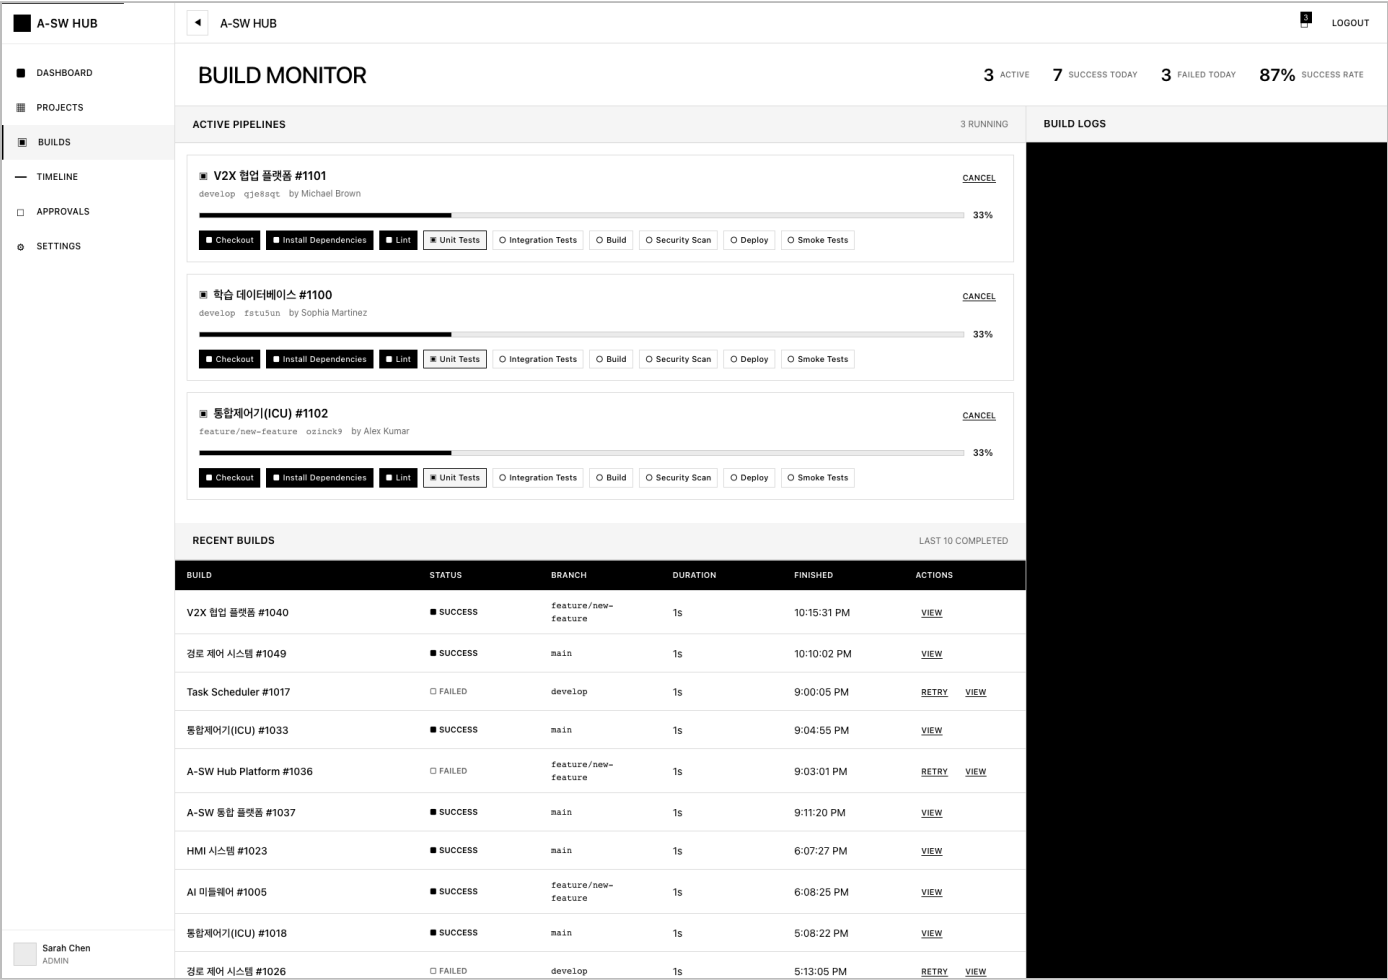 A-SW HUB
DASHBOARD
PROJECTS
BUILDS
TIMELINE
APPROVALS
SETTINGS
Sarah Chen
ADMIN
A-SW HUB
3
LOGOUT
BUILD MONITOR
3 ACTIVE 7 SUCCESS TODAY 3 FAILED TODAY 87% SUCCESS RATE
ACTIVE PIPELINES 3 RUNNING
V2X 협업 플랫폼 #1101 CANCEL
develop qje8sqt by Michael Brown
33%
Checkout Install Dependencies Lint Unit Tests Integration Tests Build Security Scan Deploy Smoke Tests
学습 데이터베이스 #1100 CANCEL
develop fstu5un by Sophia Martinez
33%
Checkout Install Dependencies Lint Unit Tests Integration Tests Build Security Scan Deploy Smoke Tests
통합제어기(ICU) #1102 CANCEL
feature/new-feature ozinck9 by Alex Kumar
33%
Checkout Install Dependencies Lint Unit Tests Integration Tests Build Security Scan Deploy Smoke Tests
RECENT BUILDS LAST 10 COMPLETED
BUILD STATUS BRANCH DURATION FINISHED ACTIONS
V2X 협업 플랫폼 #1040 SUCCESS feature/new-feature 1s 10:15:31 PM VIEW
경로 제어 시스템 #1049 SUCCESS main 1s 10:10:02 PM VIEW
Task Scheduler #1017 FAILED develop 1s 9:00:05 PM RETRY VIEW
통합제어기(ICU) #1033 SUCCESS main 1s 9:04:55 PM VIEW
A-SW Hub Platform #1036 FAILED feature/new-feature 1s 9:03:01 PM RETRY VIEW
A-SW 통합 플랫폼 #1037 SUCCESS main 1s 9:11:20 PM VIEW
HMI 시스템 #1023 SUCCESS main 1s 6:07:27 PM VIEW
AI 미들웨어 #1005 SUCCESS feature/new-feature 1s 6:08:25 PM VIEW
통합제어기(ICU) #1018 SUCCESS main 1s 5:08:22 PM VIEW
경로 제어 시스템 #1026 FAILED develop 1s 5:13:05 PM RETRY VIEW
BUILD LOGS